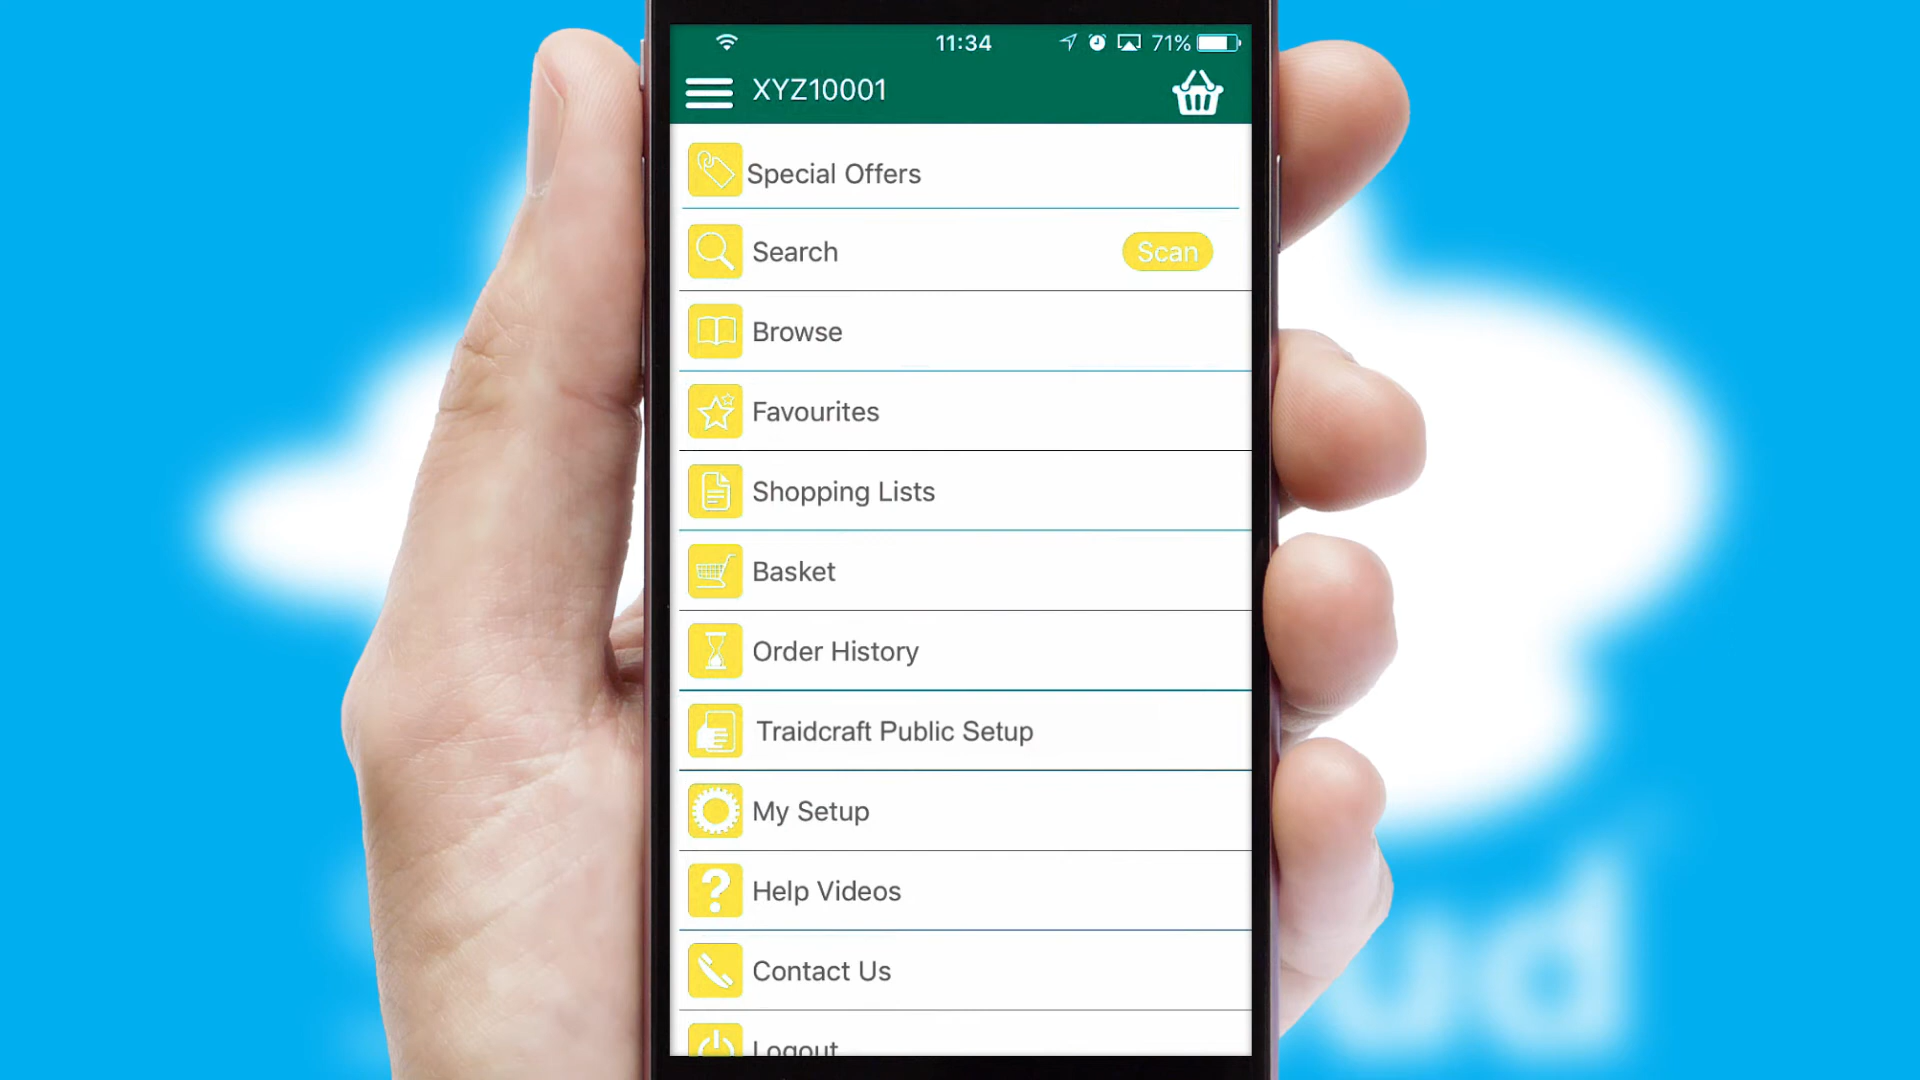 11:34
71%
XYZ10001
Special Offers
Search
Scan
Browse
Favourites
Shopping Lists
Basket
Order History
Traidcraft Public Setup
My Setup
Help Videos
Contact Us
Logout
ud